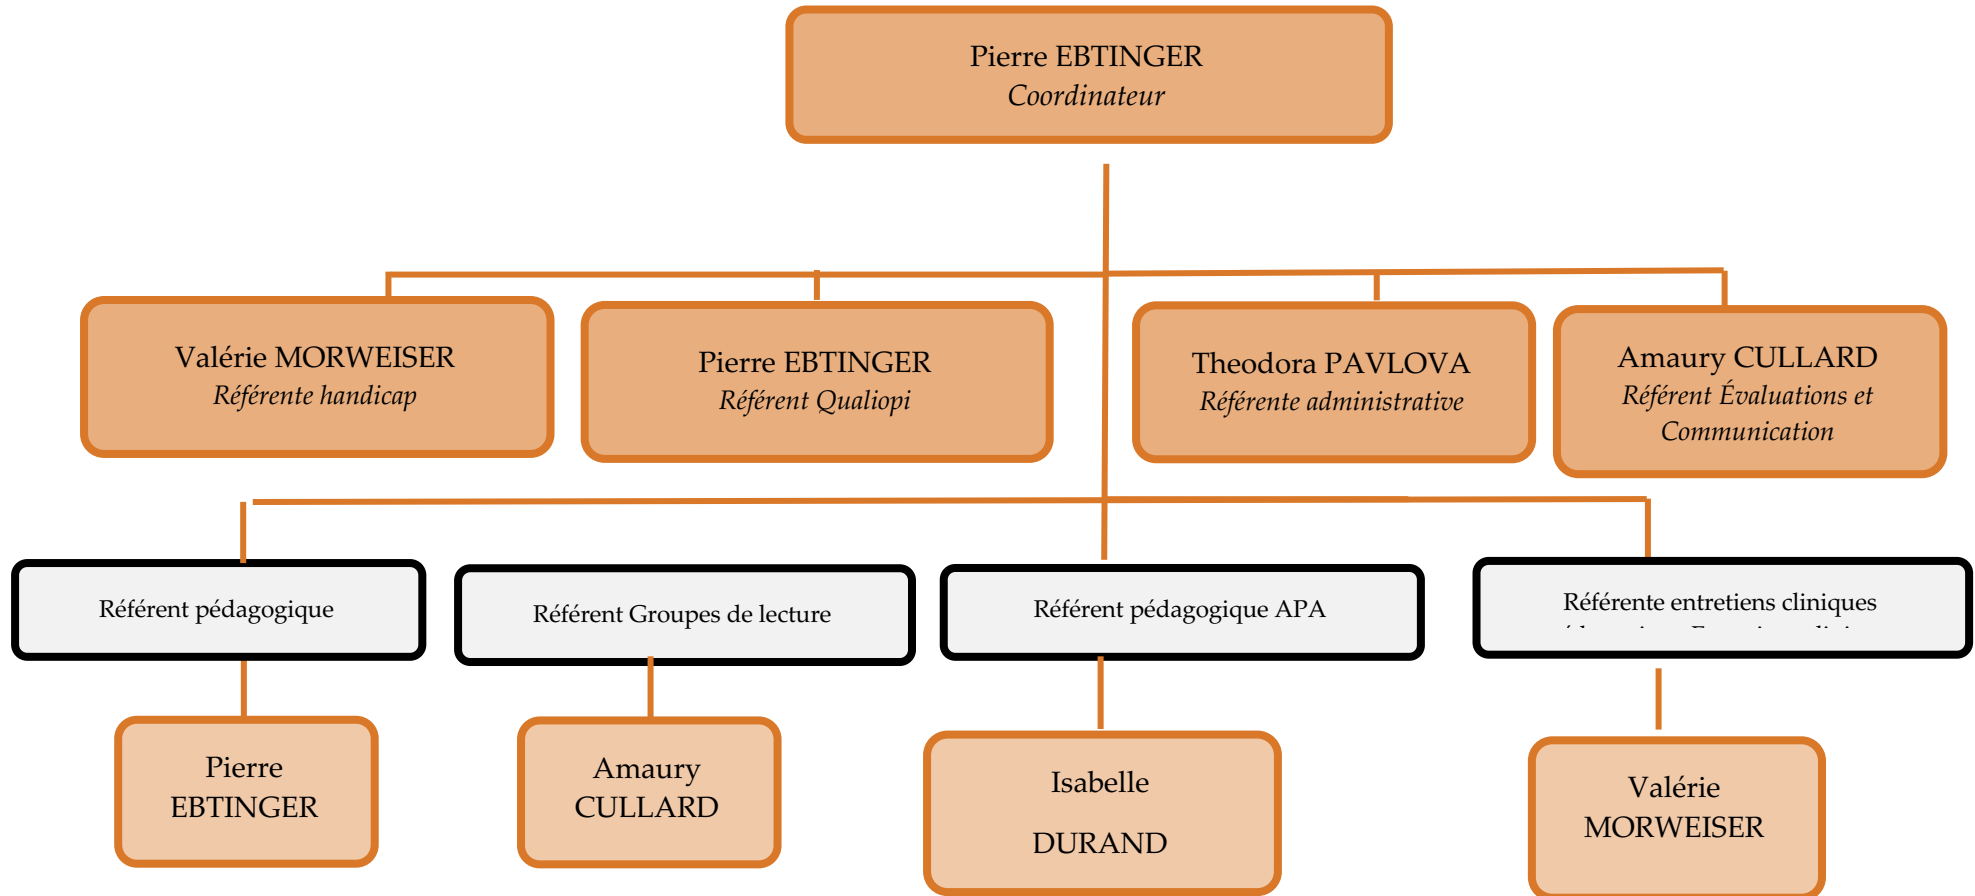 Pierre EBTINGER
Coordinateur
Valérie MORWEISER
Référente handicap
Pierre EBTINGER
Référent Qualiopi
Theodora PAVLOVA
Référente administrative
Amaury CULLARD
Référent Évaluations et
Communication
Référent pédagogique
Référent Groupes de lecture
Référent pédagogique APA
Référente entretiens cliniques
Pierre
EBTINGER
Amaury
CULLARD
Isabelle
DURAND
Valérie
MORWEISER